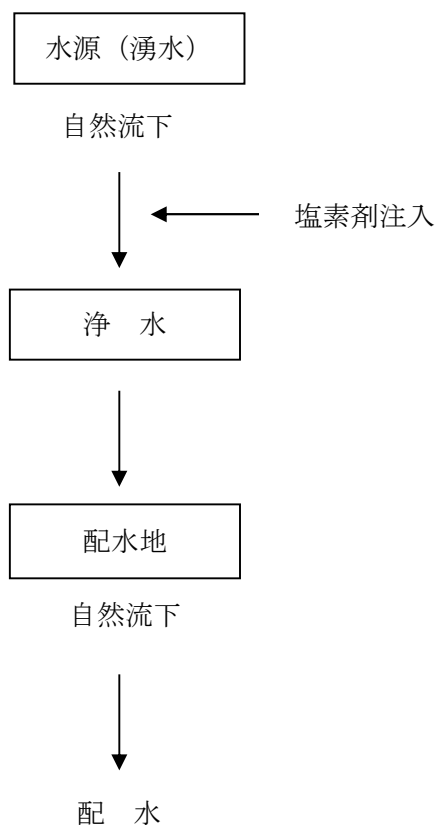 水源（湧水）
自然流下
塩素剤注入
浄　水
配水地
自然流下
配　水